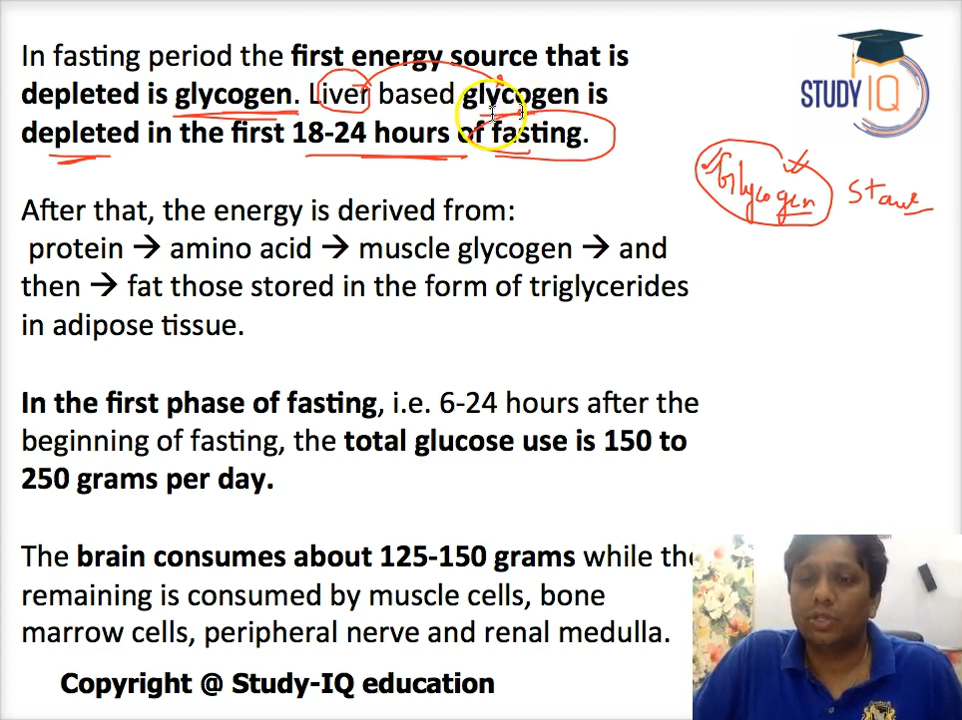 In fasting period the first energy source that is
depleted is glycogen. Liver based glycogen is
depleted in the first 18-24 hours of fasting.
STUDY IQ
Glycogen
After that, the energy is derived from:
protein → amino acid → muscle glycogen → and
then → fat those stored in the form of triglycerides
in adipose tissue.
In the first phase of fasting, i.e. 6-24 hours after the
beginning of fasting, the total glucose use is 150 to
250 grams per day.
The brain consumes about 125-150 grams while the
remaining is consumed by muscle cells, bone
marrow cells, peripheral nerve and renal medulla.
Copyright @ Study-IQ education